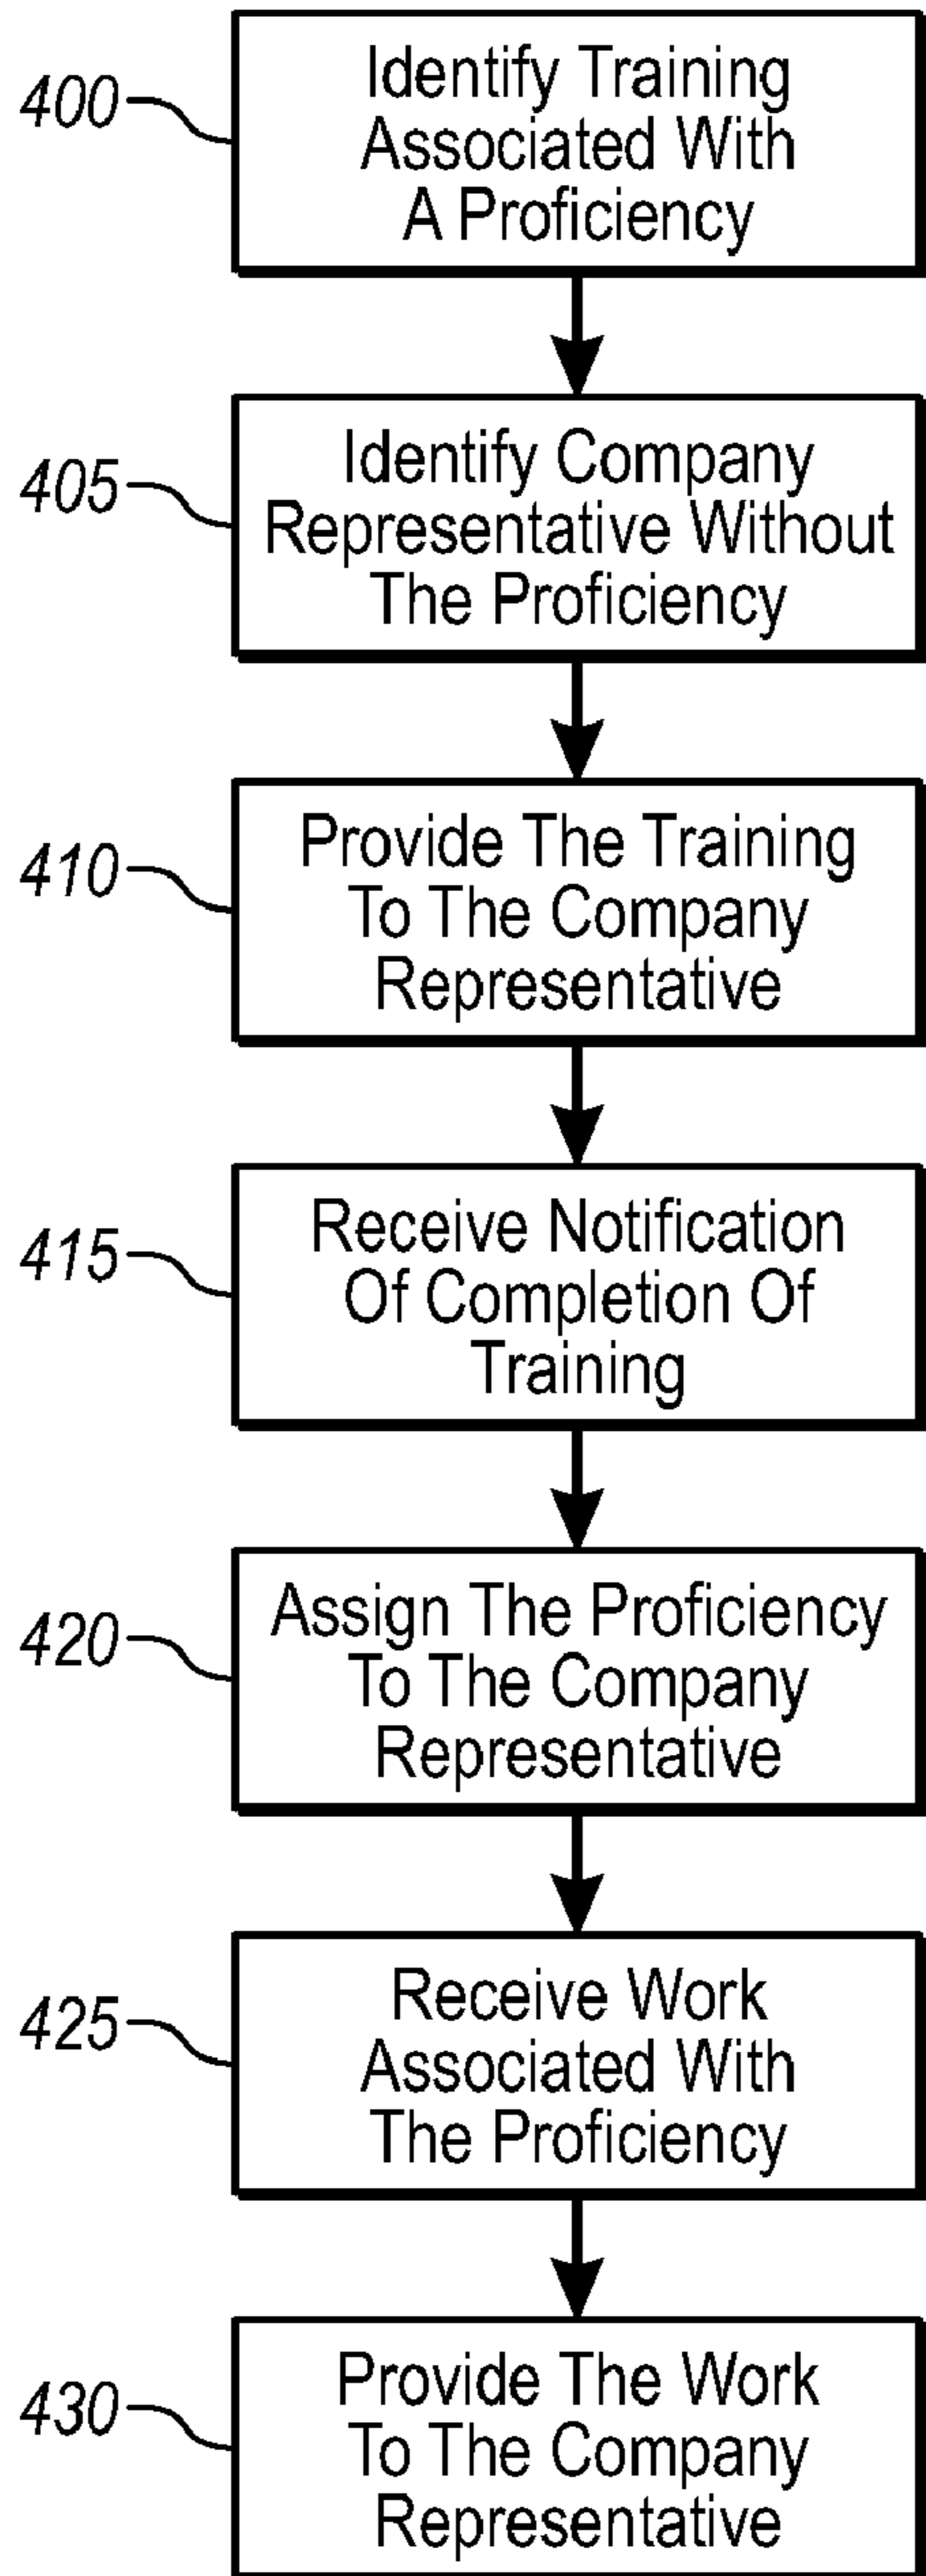 400
Identify Training
Associated With
A Proficiency
405
Identify Company
Representative Without
The Proficiency
410
Provide The Training
To The Company
Representative
415
Receive Notification
Of Completion Of
Training
420
Assign The Proficiency
To The Company
Representative
425
Receive Work
Associated With
The Proficiency
430
Provide The Work
To The Company
Representative